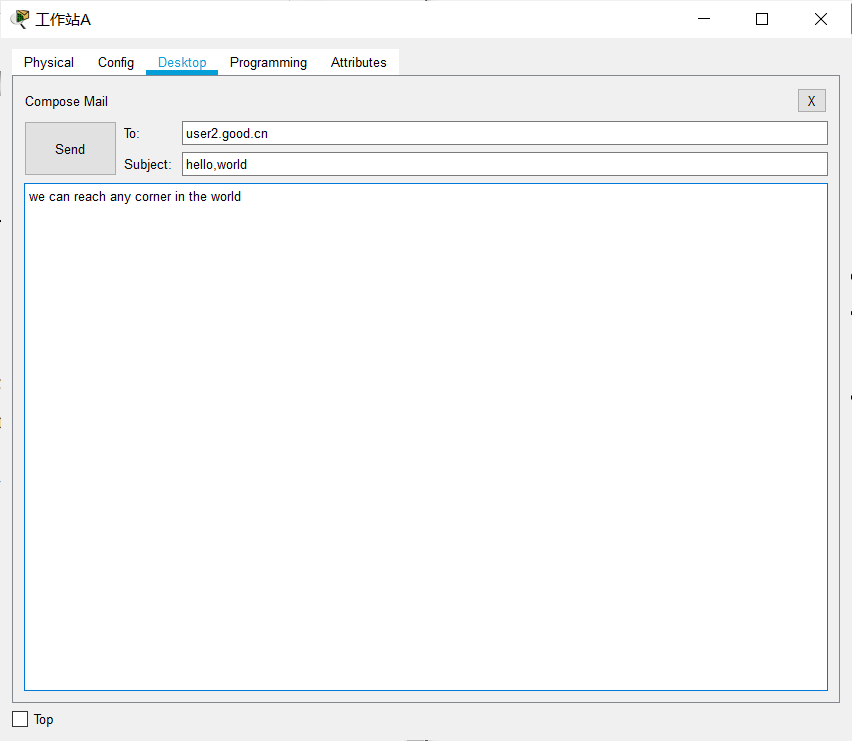 工作站A
Physical Config Desktop Programming Attributes
Compose Mail
X
Send
To: user2.good.cn
Subject: hello,world
we can reach any corner in the world
Top